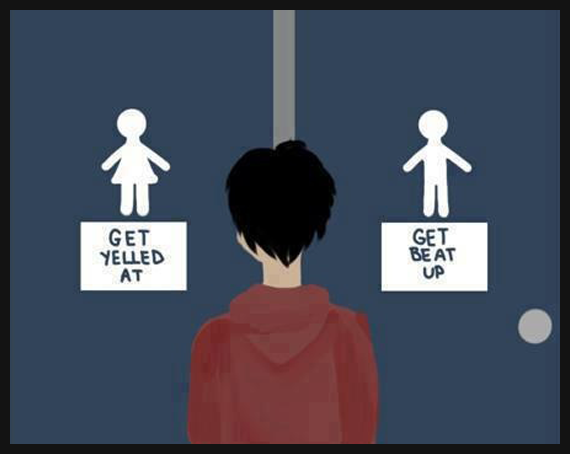 GET
YELLED
AT
GET
BEAT
UP